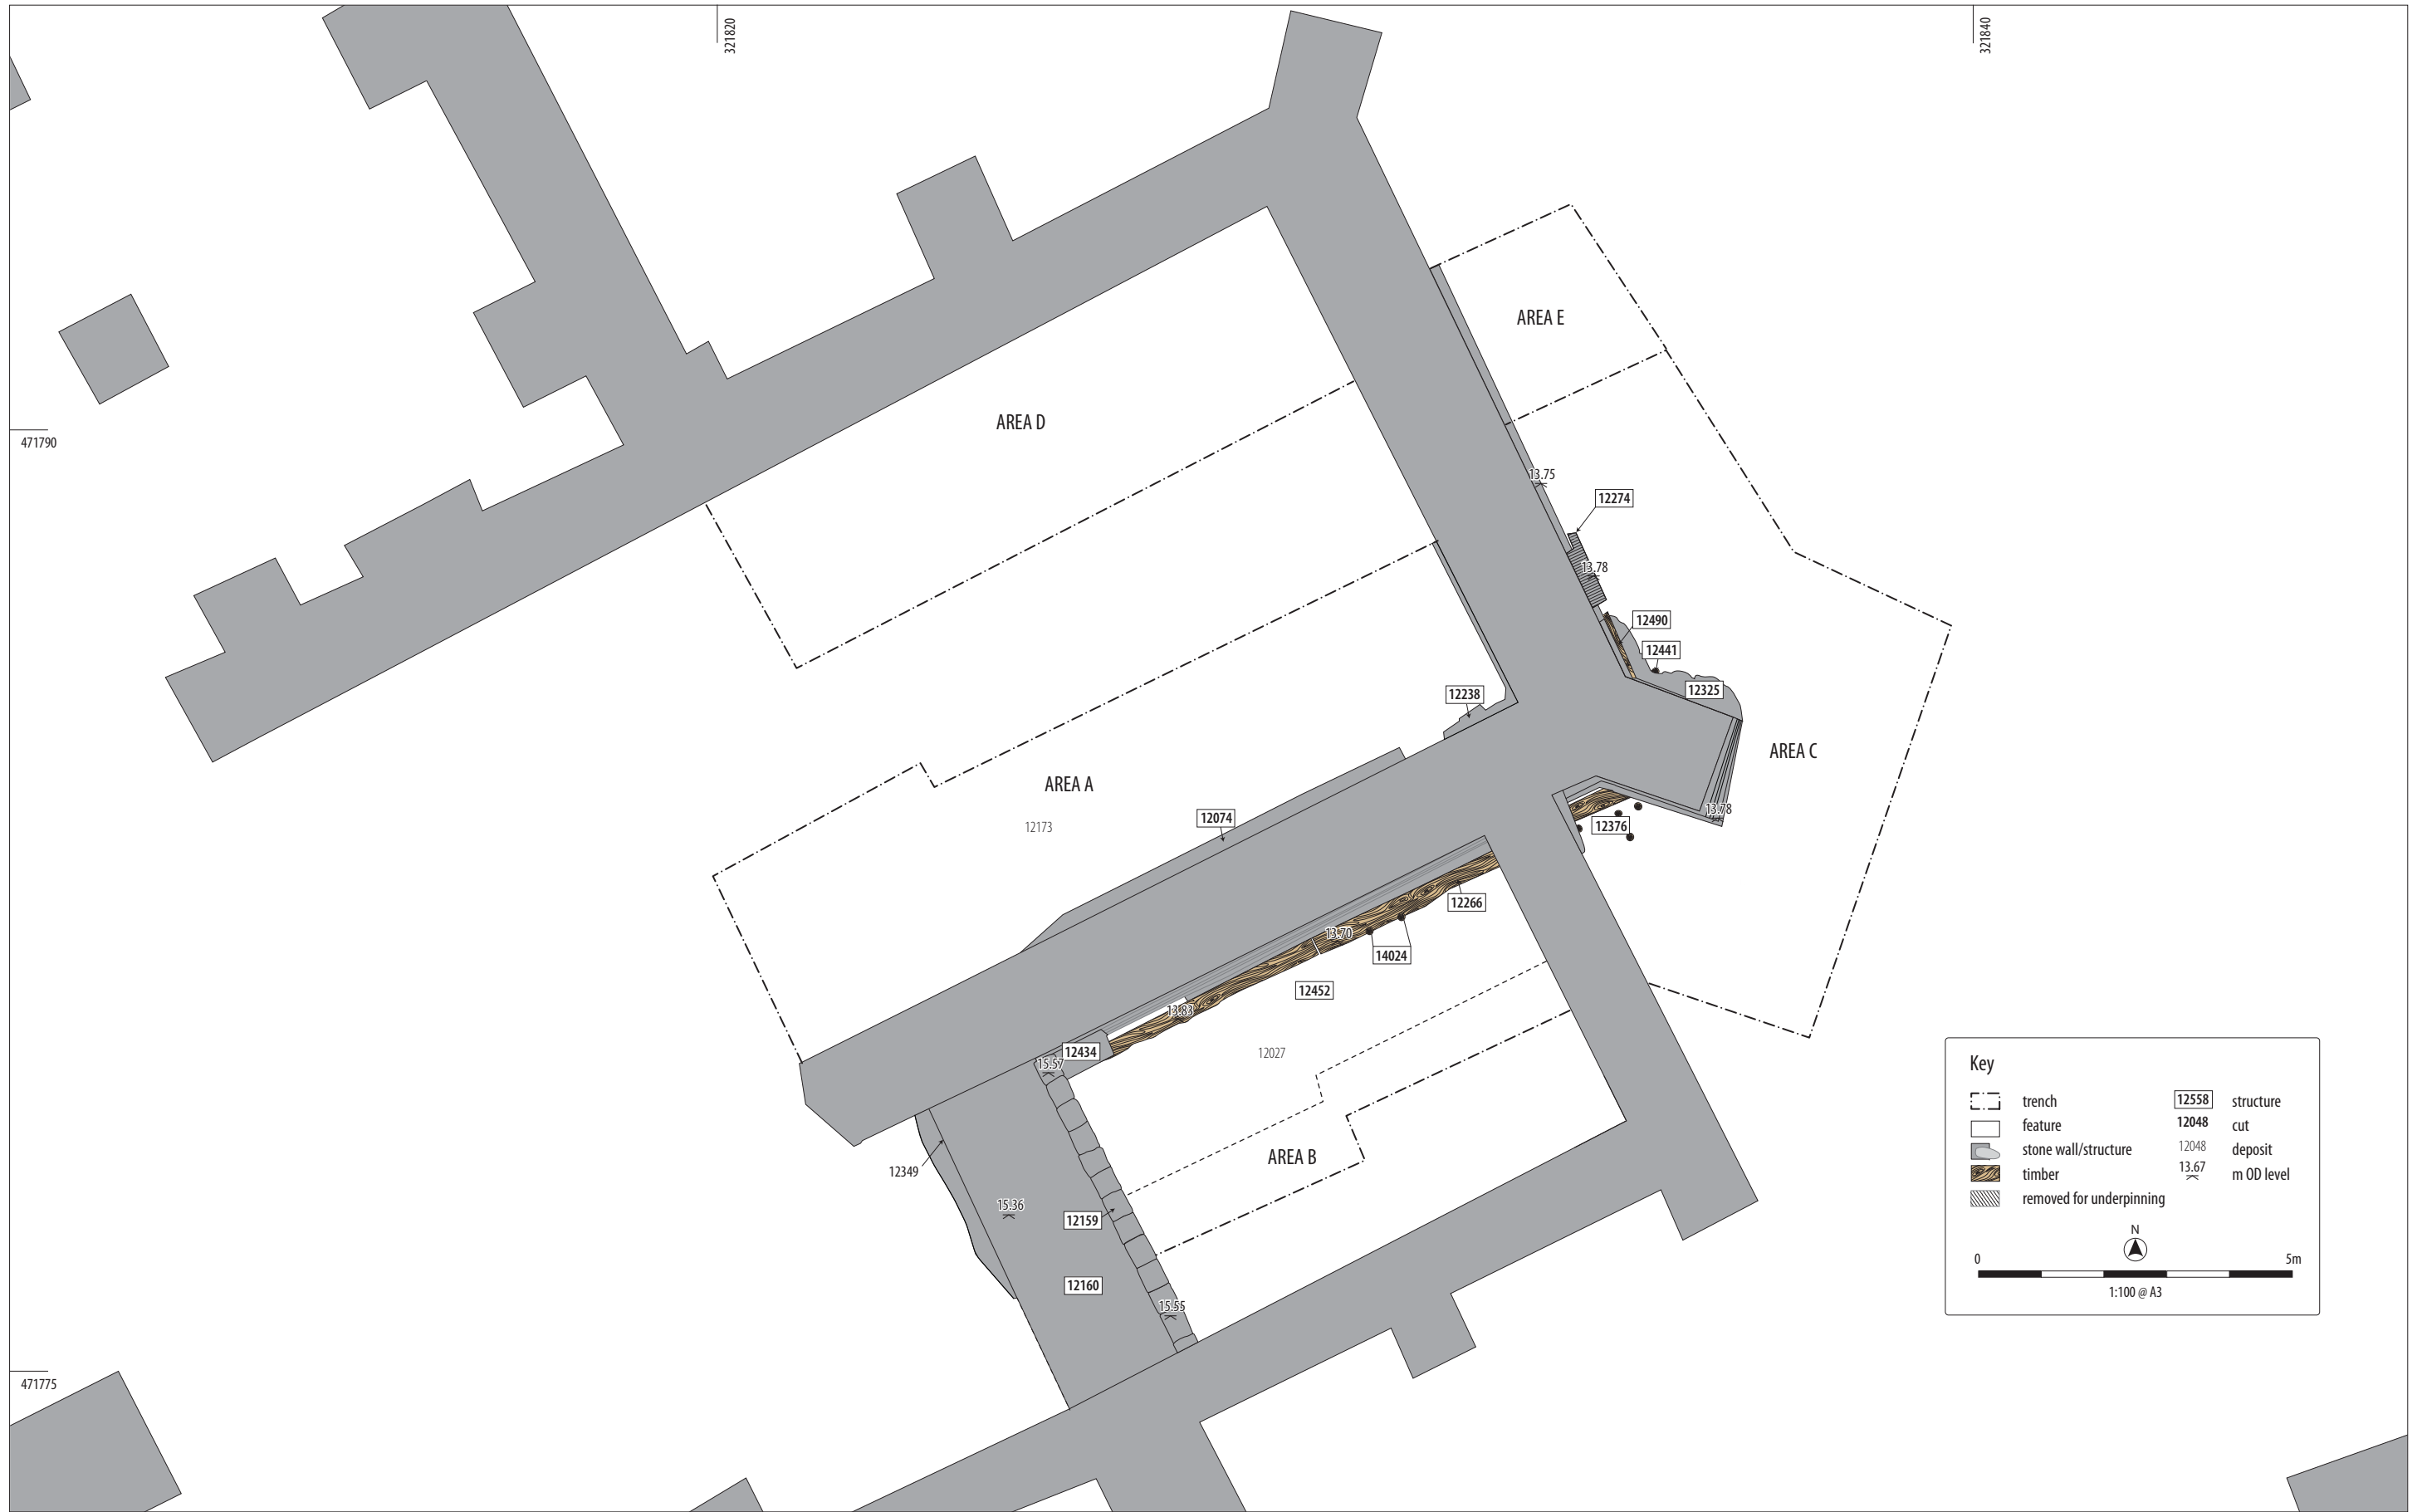 321820
321840
AREA E
AREA D
471790
13.75
12274
13.78
12490
12441
12325
12238
AREA C
AREA A
12074
12173
13.78
12376
12266
13.70
14024
12452
13.83
12434
12027
15.57
AREA B
12349
15.36
12159
12160
15.55
471775
Key
trench
feature
stone wall/structure
timber
removed for underpinning
12558 structure
12048 cut
12048 deposit
13.67 m OD level
N
0 5m
1:100 @ A3